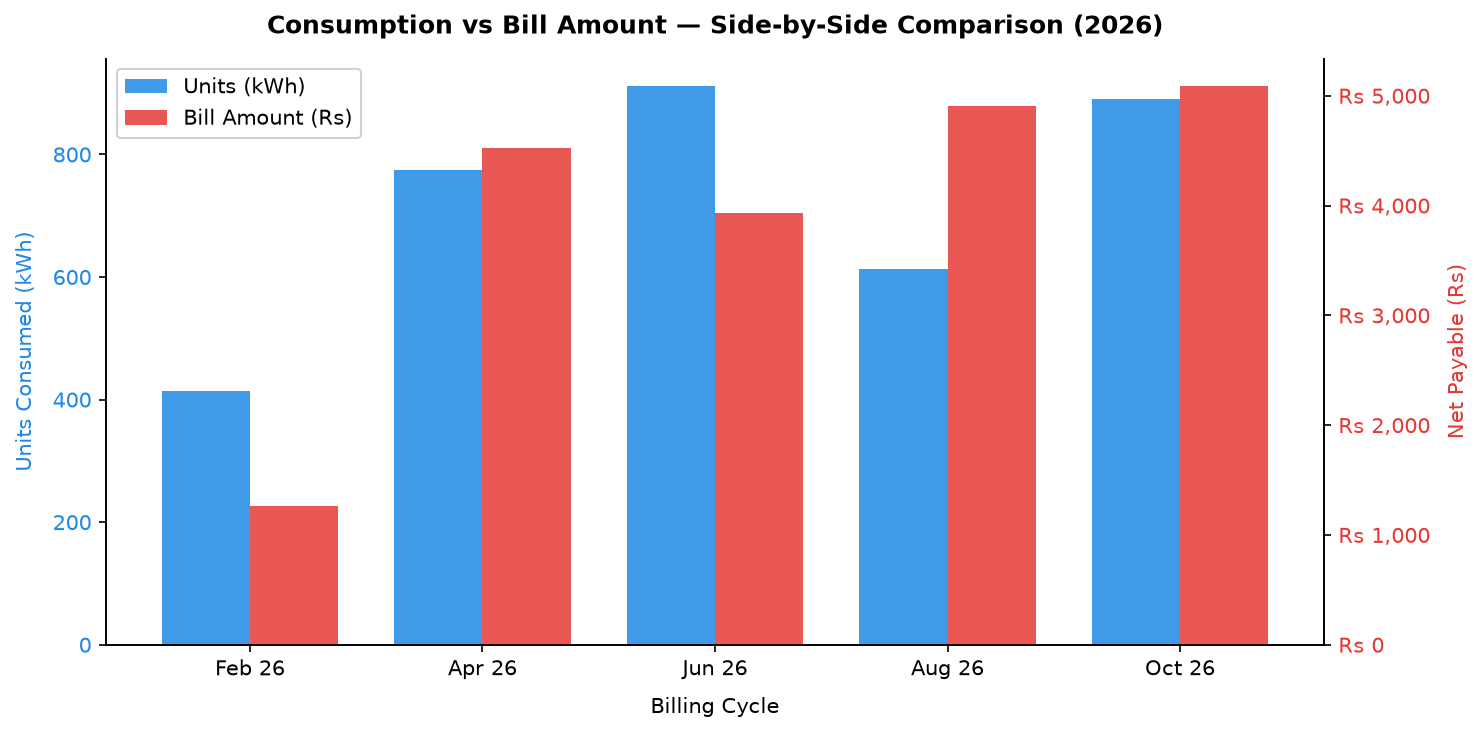 Consumption vs Bill Amount — Side-by-Side Comparison (2026)
Units (kWh)
Bill Amount (Rs)
Units Consumed (kWh)
800
600
400
200
0
Rs 5,000
Rs 4,000
Rs 3,000
Rs 2,000
Rs 1,000
Rs 0
Net Payable (Rs)
Feb 26
Apr 26
Jun 26
Aug 26
Oct 26
Billing Cycle